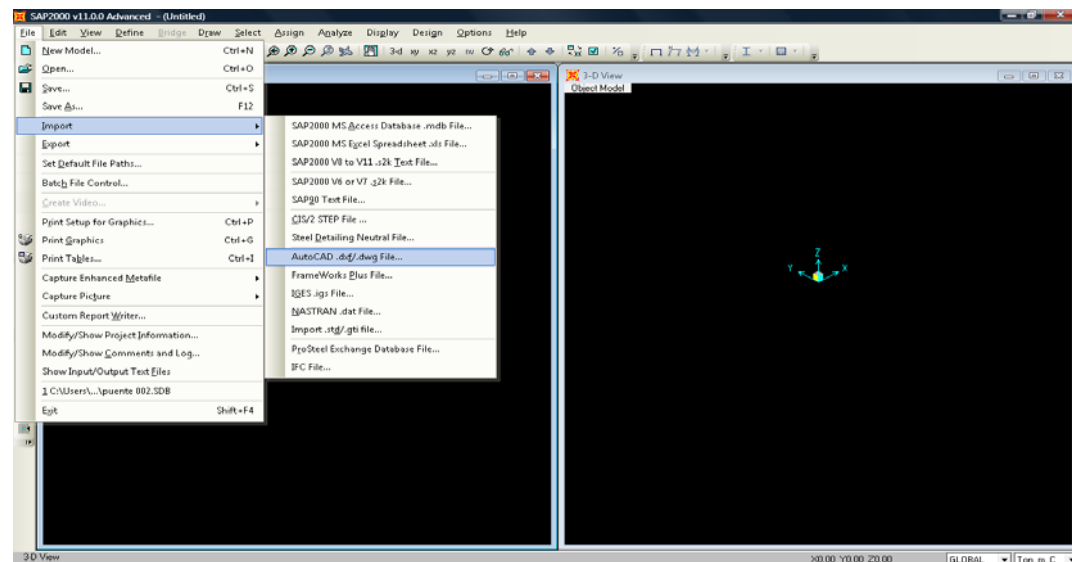 SAP2000 v11.0.0 Advanced - (Untitled)
File Edit View Define Bridge Draw Select Assign Analyze Display Design Options Help
3-d xy xz yz nv
New Model... Ctrl+N
Open... Ctrl+O
Save... Ctrl+S
Save As... F12
Import
Export
Set Default File Paths...
Batch File Control...
Create Video...
Print Setup for Graphics... Ctrl+P
Print Graphics Ctrl+G
Print Tables... Ctrl+I
Capture Enhanced Metafile
Capture Picture
Custom Report Writer...
Modify/Show Project Information...
Modify/Show Comments and Log...
Show Input/Output Text Files
1 C:\Users\...\puente 002.SDB
Exit Shift+F4
SAP2000 MS Access Database .mdb File...
SAP2000 MS Excel Spreadsheet .xls File...
SAP2000 V8 to V11 .s2k Text File...
SAP2000 V6 or V7 .s2k File...
SAP90 Text File...
CIS/2 STEP File ...
Steel Detailing Neutral File...
AutoCAD .dxf/.dwg File...
FrameWorks Plus File...
IGES .igs File...
NASTRAN .dat File...
Import .std/.gti file...
ProSteel Exchange Database File...
IFC File...
3-D View
Object Model
Z
Y X
3-D View X0.00 Y0.00 Z0.00 GLOBAL Ton, m, C